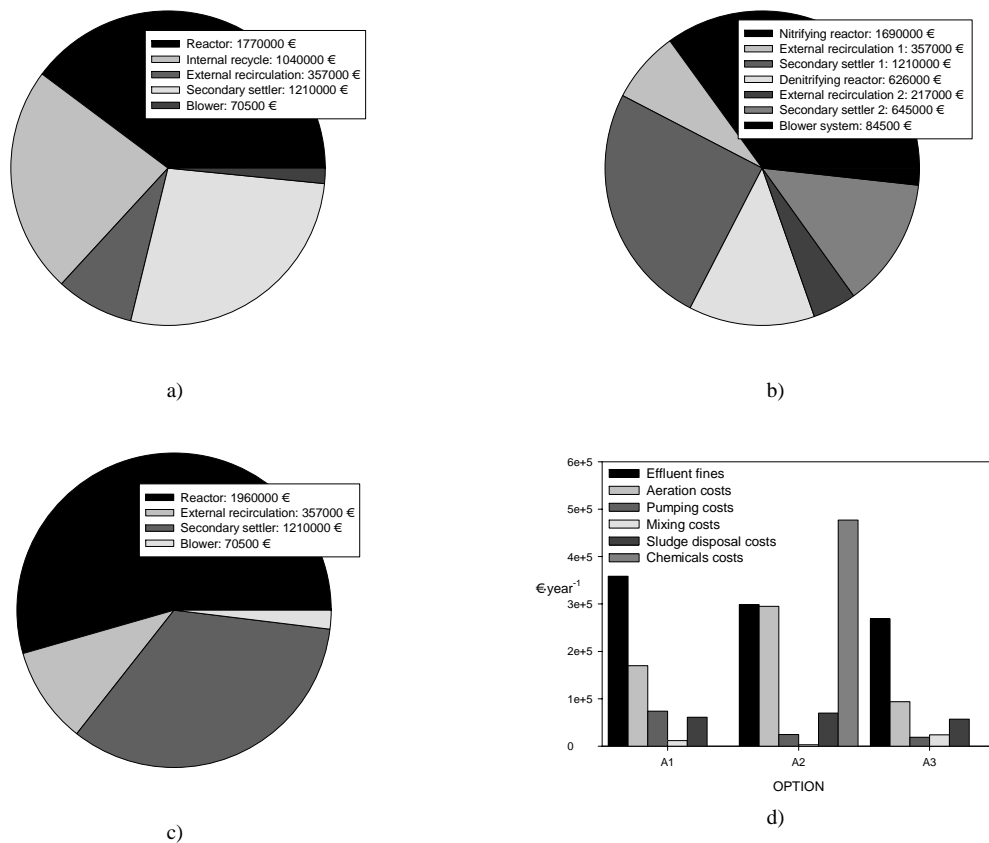 Reactor: 1770000 €
Internal recycle: 1040000 €
External recirculation: 357000 €
Secondary settler: 1210000 €
Blower: 70500 €
a)
Nitrifying reactor: 1690000 €
External recirculation 1: 357000 €
Secondary settler 1: 1210000 €
Denitrifying reactor: 626000 €
External recirculation 2: 217000 €
Secondary settler 2: 645000 €
Blower system: 84500 €
b)
Reactor: 1960000 €
External recirculation: 357000 €
Secondary settler: 1210000 €
Blower: 70500 €
c)
6e+5
5e+5
4e+5
3e+5
2e+5
1e+5
0
€·year⁻¹
Effluent fines
Aeration costs
Pumping costs
Mixing costs
Sludge disposal costs
Chemicals costs
A1 A2 A3
OPTION
d)